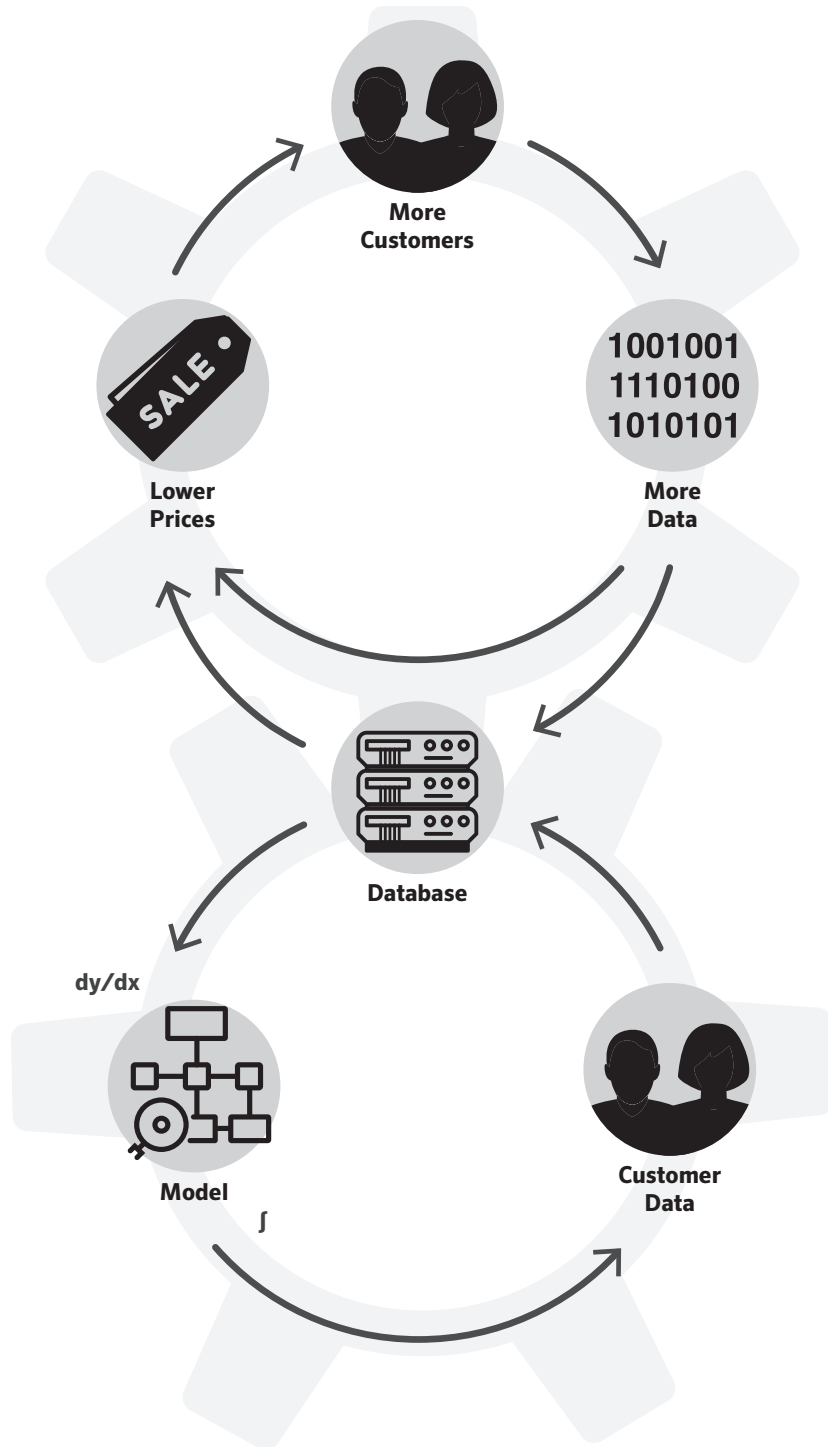 More
Customers
SALE
1001001
1110100
1010101
Lower
Prices
More
Data
Database
dy/dx
Model
∫
Customer
Data